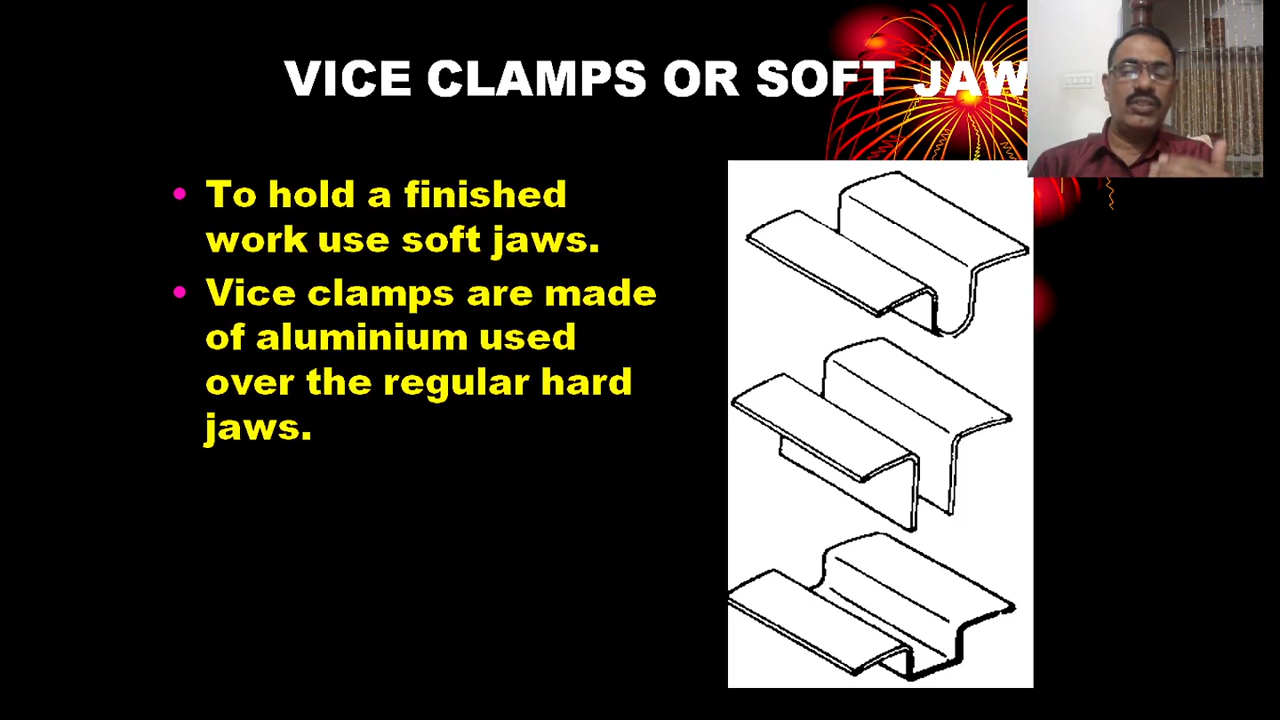 VICE CLAMPS OR SOFT JAW
• To hold a finished
work use soft jaws.
• Vice clamps are made
of aluminium used
over the regular hard
jaws.